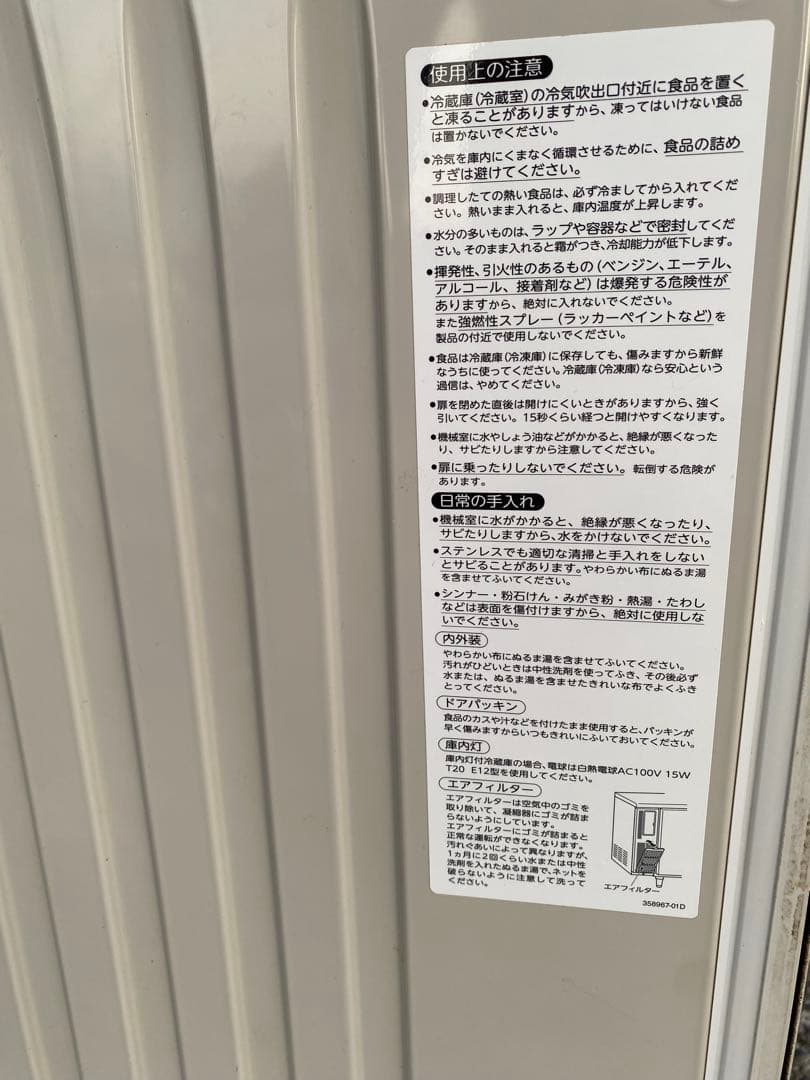 使用上の注意
●冷蔵庫(冷蔵室)の冷気吹出口付近に食品を置く
と凍ることがありますから、凍ってはいけない食品
は置かないでください。
●冷気を庫内にくまなく循環させるために、食品の詰め
すぎは避けてください。
●調理したての熱い食品は、必ず冷ましてから入れてくだ
さい。熱いまま入れると、庫内温度が上昇します。
●水分の多いものは、ラップや容器などで密封してくだ
さい。そのまま入れると霜がつき、冷却能力が低下します。
●揮発性、引火性のあるもの(ベンジン、エーテル、
アルコール、接着剤など)は爆発する危険性が
ありますから、絶対に入れないでください。
また強燃性スプレー(ラッカーペイントなど)を
製品の付近で使用しないでください。
●食品は冷蔵庫(冷凍庫)に保存しても、傷みますから新鮮
なうちに使ってください。冷蔵庫(冷凍庫)なら安心という
過信は、やめてください。
●扉を閉めた直後は開けにくいときがありますから、強く
引いてください。15秒くらい経つと開けやすくなります。
●機械室に水やしょう油などがかかると、絶縁が悪くなった
り、サビたりしますから注意してください。
●扉に乗ったりしないでください。転倒する危険が
あります。
日常の手入れ
●機械室に水がかかると、絶縁が悪くなったり、
サビたりしますから、水をかけないでください。
●ステンレスでも適切な清掃と手入れをしない
とサビることがあります。やわらかい布にぬるま湯
を含ませてふいてください。
●シンナー・粉石けん・みがき粉・熱湯・たわし
などは表面を傷付けますから、絶対に使用しな
いでください。
内外装
やわらかい布にぬるま湯を含ませてふいてください。
汚れがひどいときは中性洗剤を使ってふき、その後必ず
水または、ぬるま湯を含ませたきれいな布でよくふき
とってください。
ドアパッキン
食品のカスや汁などを付けたまま使用すると、パッキンが
早く傷みますからいつもきれいにふいておいてください。
庫内灯
庫内灯付冷蔵庫の場合、電球は白熱電球AC100V 15W
T20 E12型を使用してください。
エアフィルター
エアフィルターは空気中のゴミを
取り除いて、凝縮器にゴミが詰ま
らないようにしています。
エアフィルターにゴミが詰まると
正常な運転ができなくなります。
汚れぐあいによって異なりますが、
1ヵ月に2回くらい水または中性
洗剤を入れたぬるま湯で、ネットを
破らないように注意して洗って
ください。
エアフィルター
358967-01D